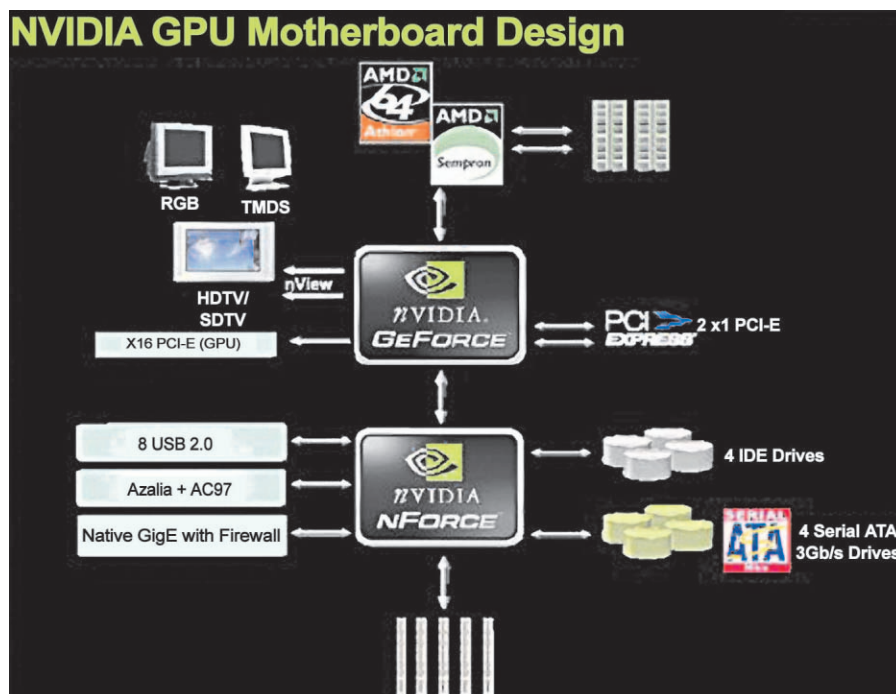 NVIDIA GPU Motherboard Design
AMD
64
Athlon
AMD
Sempron
RGB
TMDS
HDTV/
SDTV
ηView
nVIDIA.
GEFORCE
X16 PCI-E (GPU)
PCI
EXPRESS
2 x1 PCI-E
8 USB 2.0
Azalia + AC97
Native GigE with Firewall
nVIDIA
nFORCE
4 IDE Drives
SERIAL
ATA
4 Serial ATA
3Gb/s Drives